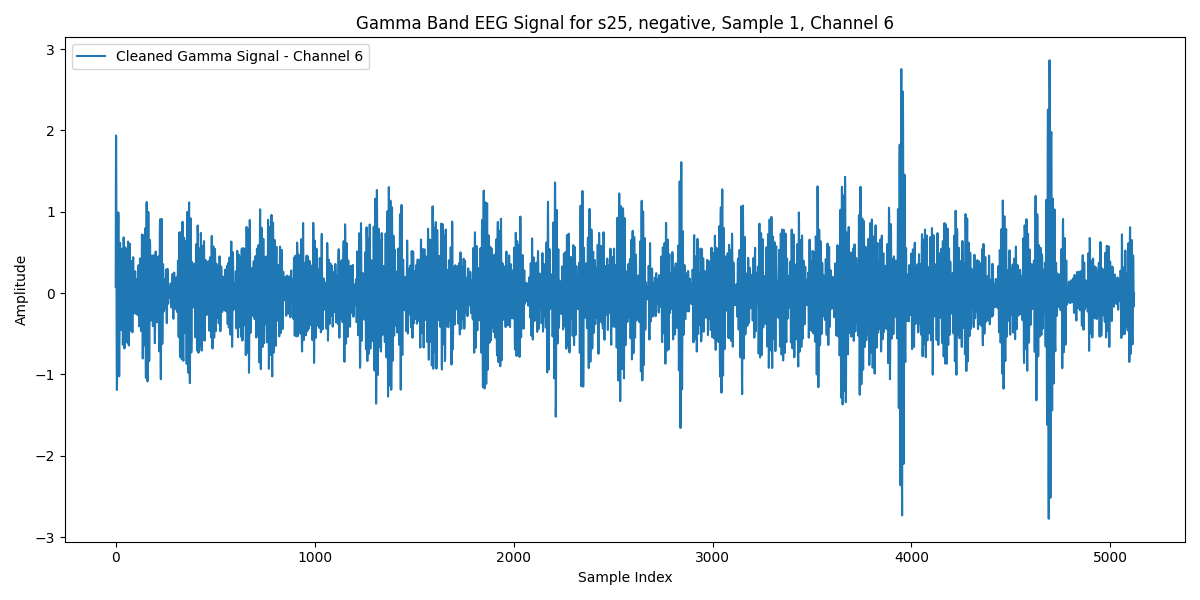 Gamma Band EEG Signal for s25, negative, Sample 1, Channel 6
Cleaned Gamma Signal - Channel 6
3
2
1
0
−1
−2
−3
Amplitude
0 1000 2000 3000 4000 5000
Sample Index